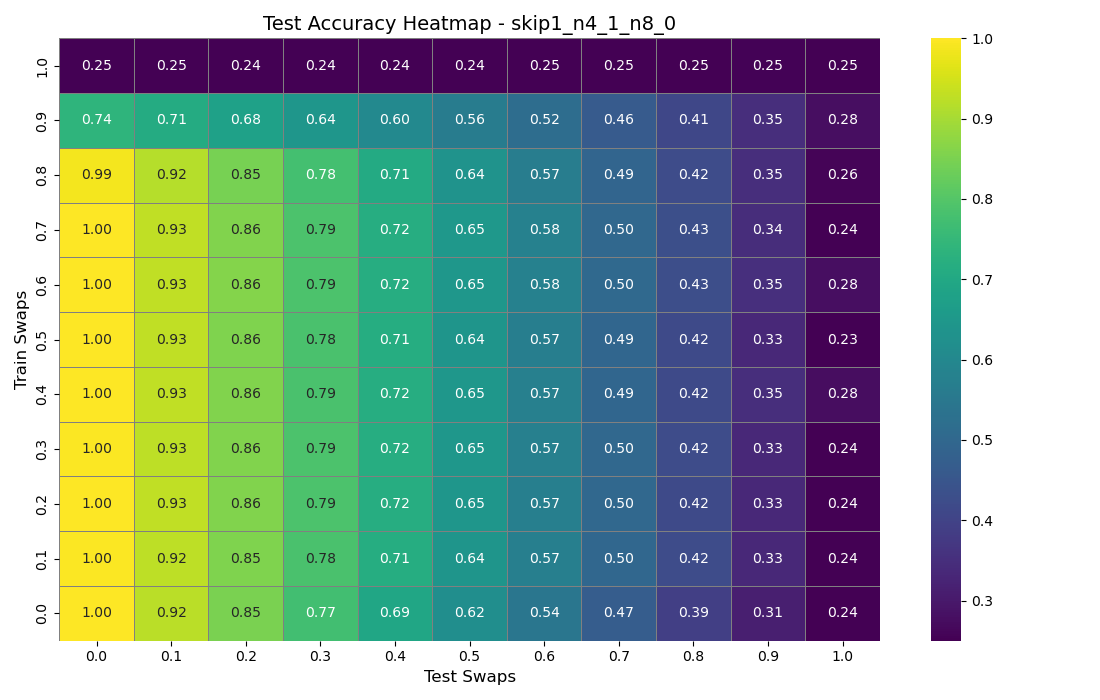 Test Accuracy Heatmap - skip1_n4_1_n8_0
1.0 0.25 0.25 0.24 0.24 0.24 0.24 0.25 0.25 0.25 0.25 0.25
0.9 0.74 0.71 0.68 0.64 0.60 0.56 0.52 0.46 0.41 0.35 0.28
0.8 0.99 0.92 0.85 0.78 0.71 0.64 0.57 0.49 0.42 0.35 0.26
0.7 1.00 0.93 0.86 0.79 0.72 0.65 0.58 0.50 0.43 0.34 0.24
0.6 1.00 0.93 0.86 0.79 0.72 0.65 0.58 0.50 0.43 0.35 0.28
0.5 1.00 0.93 0.86 0.78 0.71 0.64 0.57 0.49 0.42 0.33 0.23
0.4 1.00 0.93 0.86 0.79 0.72 0.65 0.57 0.49 0.42 0.35 0.28
0.3 1.00 0.93 0.86 0.79 0.72 0.65 0.57 0.50 0.42 0.33 0.24
0.2 1.00 0.93 0.86 0.79 0.72 0.65 0.57 0.50 0.42 0.33 0.24
0.1 1.00 0.92 0.85 0.78 0.71 0.64 0.57 0.50 0.42 0.33 0.24
0.0 1.00 0.92 0.85 0.77 0.69 0.62 0.54 0.47 0.39 0.31 0.24
0.0 0.1 0.2 0.3 0.4 0.5 0.6 0.7 0.8 0.9 1.0
Test Swaps
Train Swaps
1.0
0.9
0.8
0.7
0.6
0.5
0.4
0.3